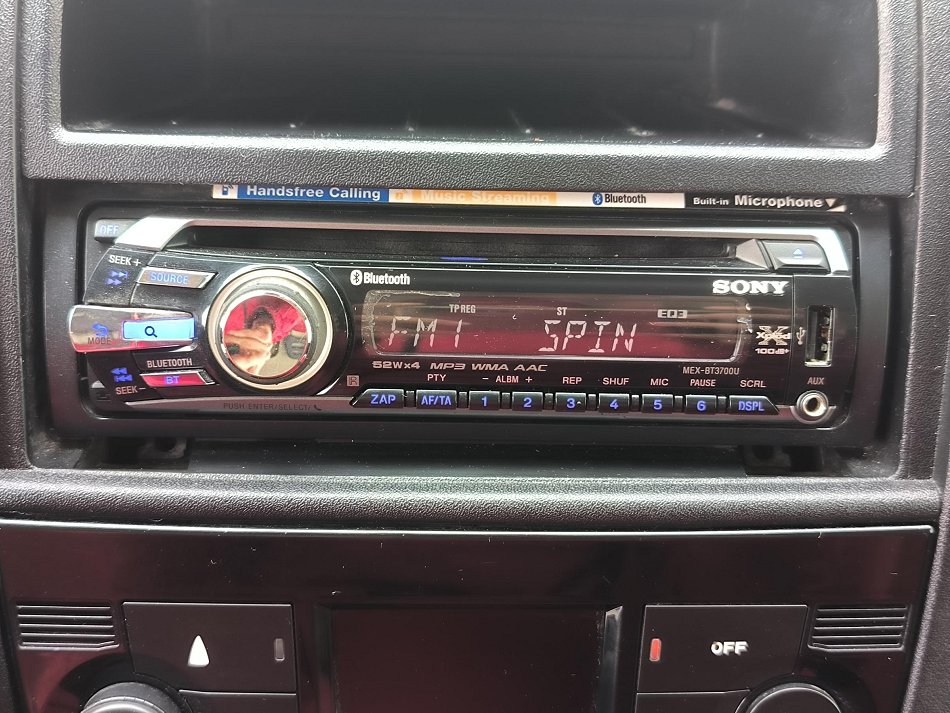 Handsfree Calling Music Streaming Bluetooth Built-in Microphone▼
OFF
SEEK +
SOURCE
Bluetooth
SONY
TP REG ST EQ3
FM1 SPIN
MODE
Xplod
100dB+
BLUETOOTH
BT
SEEK -
52W×4 MP3 WMA AAC
MEX-BT3700U
PTY - ALBM + REP SHUF MIC PAUSE SCRL
AUX
ZAP AF/TA 1 2 3 4 5 6 DSPL
PUSH ENTER/SELECT/
OFF